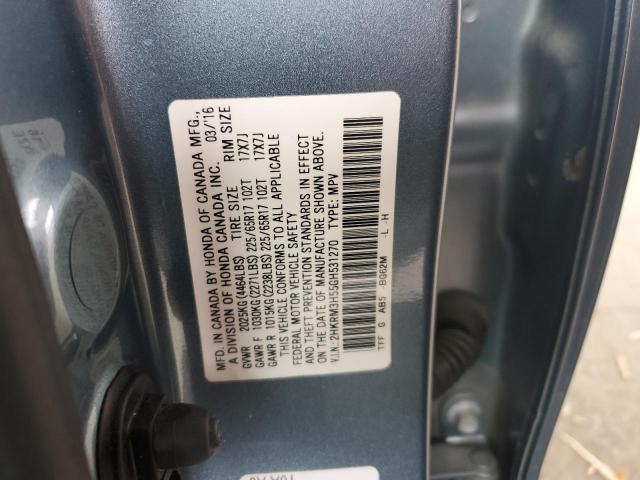 MFD. IN CANADA BY HONDA OF CANADA MFG.,
A DIVISION OF HONDA CANADA INC. 03/'16
TIRE SIZE RIM SIZE
GVWR 2025KG(4464LBS)
GAWR F 1030KG(2271LBS) 225/65R17 102T 17X7J
GAWR R 1015KG(2238LBS) 225/65R17 102T 17X7J
THIS VEHICLE CONFORMS TO ALL APPLICABLE
FEDERAL MOTOR VEHICLE SAFETY
AND THEFT PREVENTION STANDARDS IN EFFECT
ON THE DATE OF MANUFACTURE SHOWN ABOVE.
V.I.N.:2HKRM3H55GH531270 TYPE: MPV
TFF G AB5 -BG62M -L -H